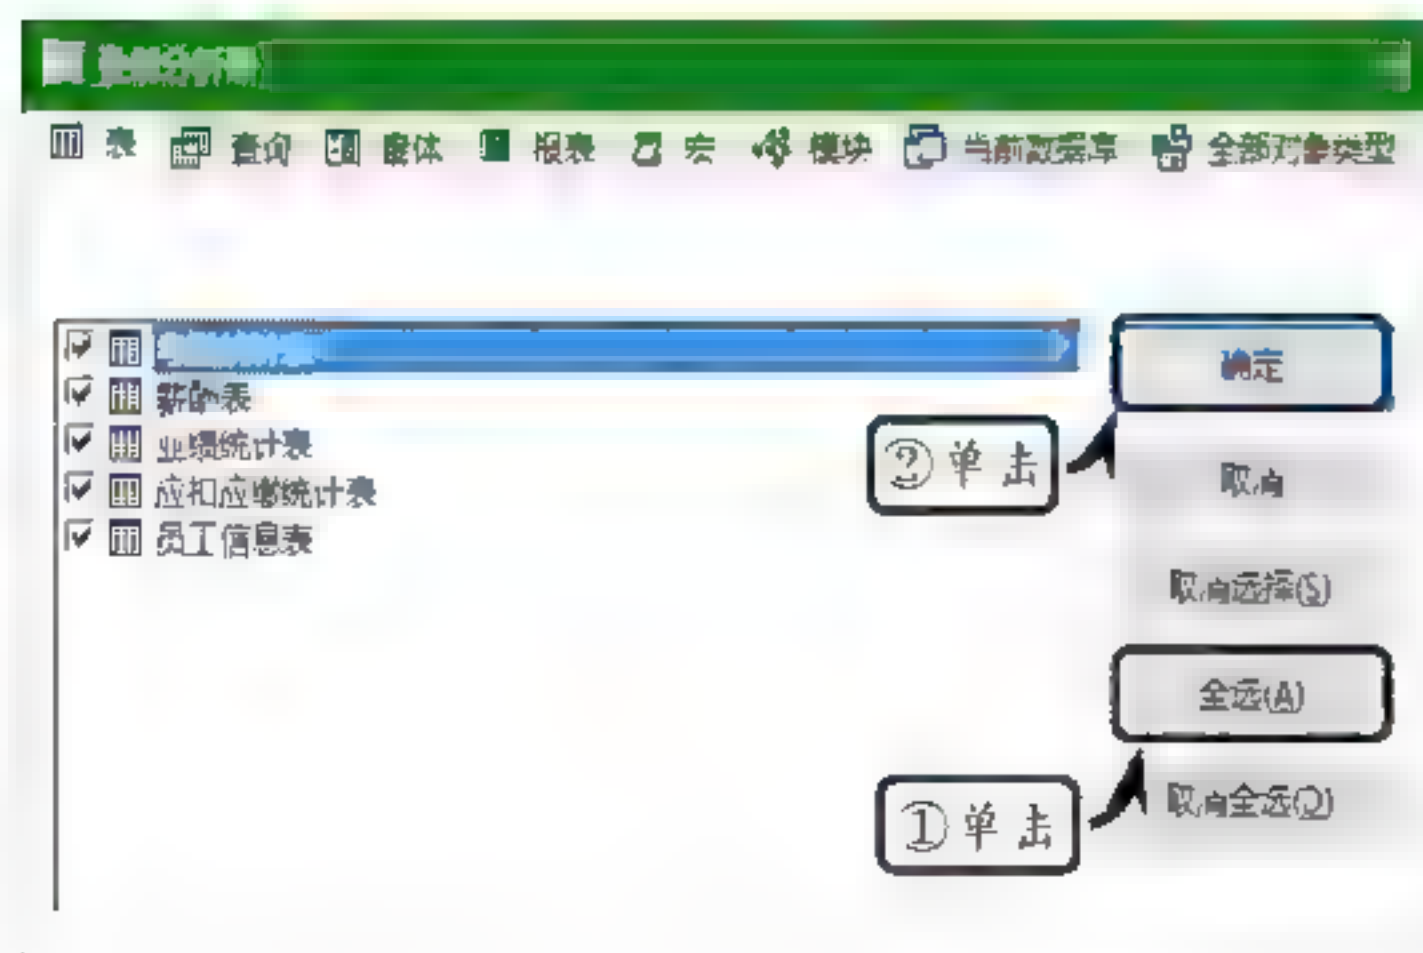 表 查询 窗体 报表 宏 模块 当前数据库 全部对象类型
确定
新的表
业绩统计表
②单击
取消
应扣应缴统计表
员工信息表
取消选择(S)
全选(A)
①单击
取消全选(D)